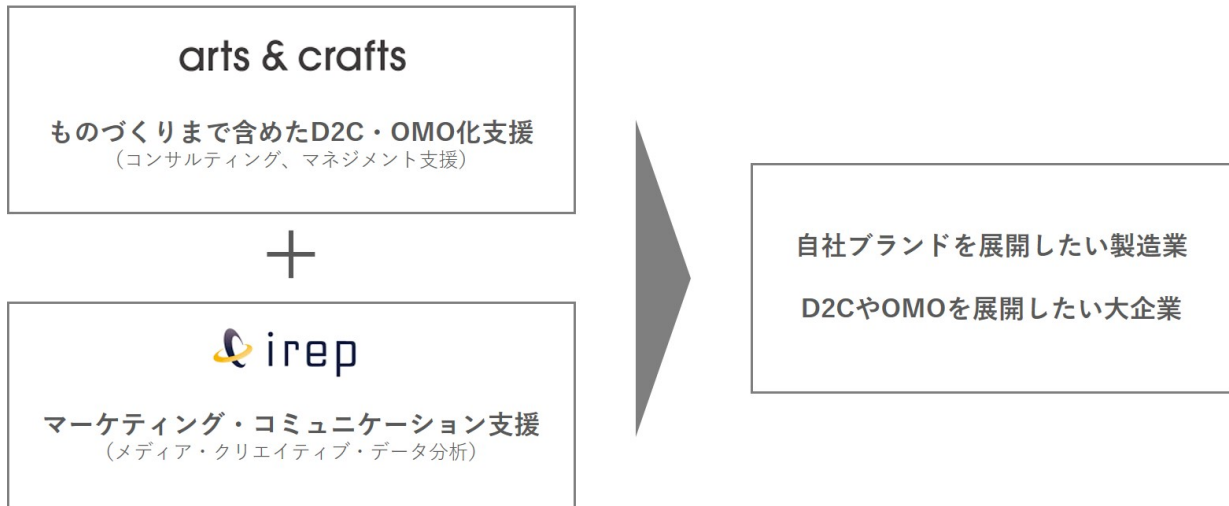 arts & crafts
ものづくりまで含めたD2C・OMO化支援
（コンサルティング、マネジメント支援）
＋
irep
マーケティング・コミュニケーション支援
（メディア・クリエイティブ・データ分析）
自社ブランドを展開したい製造業
D2CやOMOを展開したい大企業